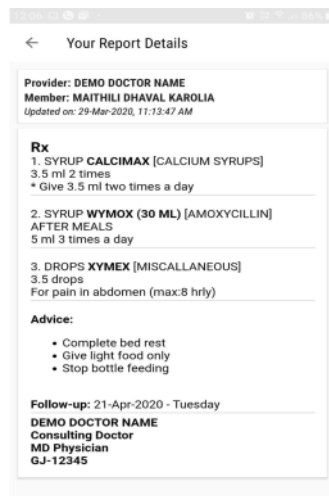 12:06
86%
Your Report Details
Provider: DEMO DOCTOR NAME
Member: MAITHILI DHAVAL KAROLIA
Updated on: 29-Mar-2020, 11:13:47 AM
Rx
1. SYRUP CALCIMAX [CALCIUM SYRUPS]
3.5 ml 2 times
* Give 3.5 ml two times a day
2. SYRUP WYMOX (30 ML) [AMOXYCILLIN]
AFTER MEALS
5 ml 3 times a day
3. DROPS XYMEX [MISCALLANEOUS]
3.5 drops
For pain in abdomen (max:8 hrly)
Advice:
• Complete bed rest
• Give light food only
• Stop bottle feeding
Follow-up: 21-Apr-2020 - Tuesday
DEMO DOCTOR NAME
Consulting Doctor
MD Physician
GJ-12345